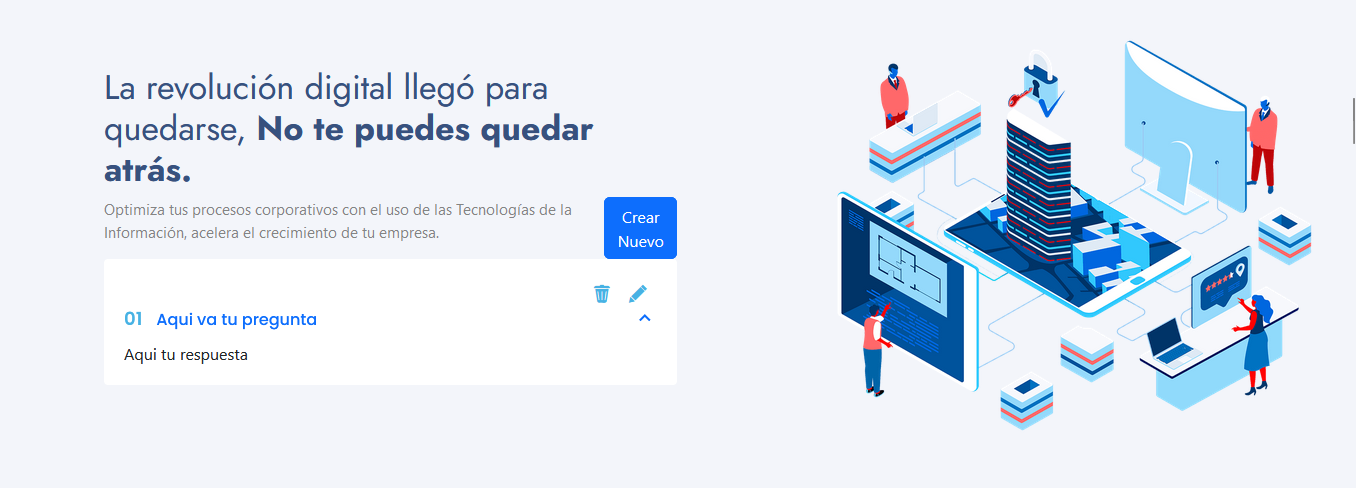 La revolución digital llegó para
quedarse, No te puedes quedar
atrás.
Optimiza tus procesos corporativos con el uso de las Tecnologías de la
Información, acelera el crecimiento de tu empresa.
Crear
Nuevo
01 Aqui va tu pregunta
Aqui tu respuesta